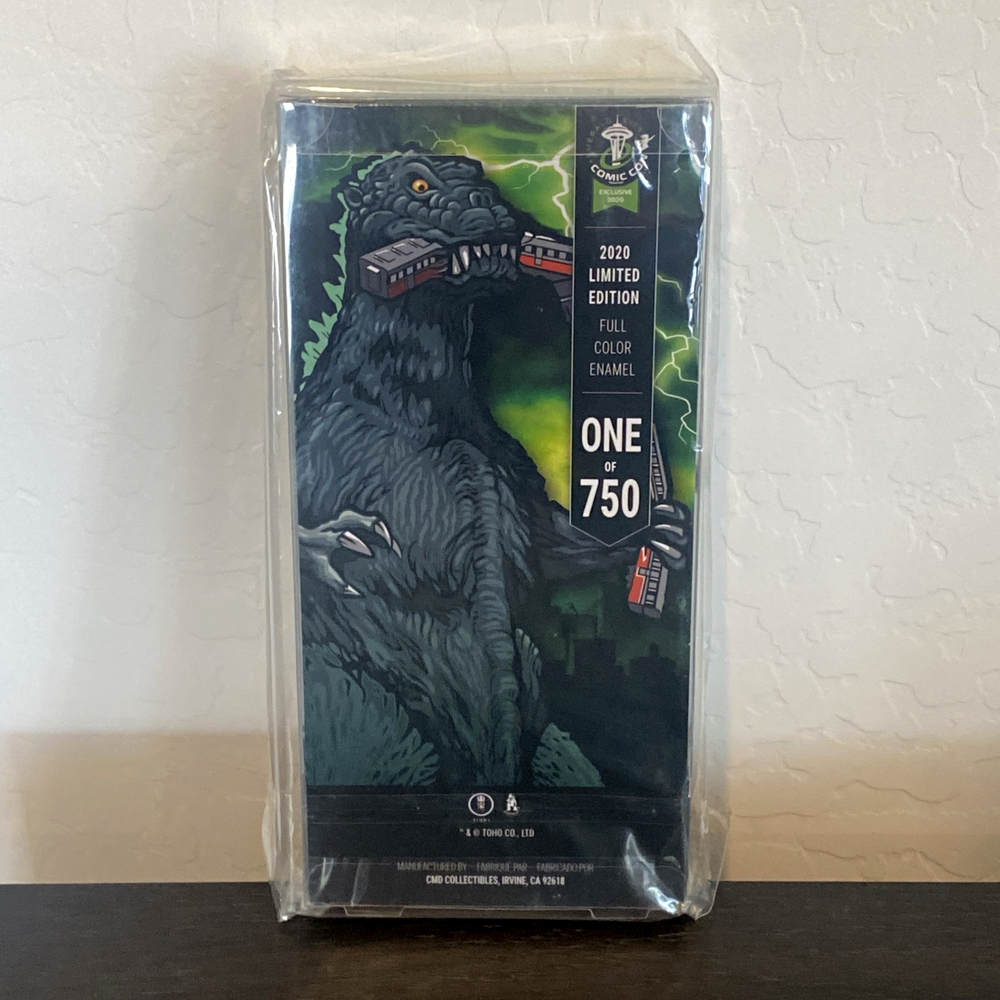 COMIC CON
EXCLUSIVE
2020
2020
LIMITED
EDITION
FULL
COLOR
ENAMEL
ONE
OF
750
™ & © TOHO CO., LTD
MANUFACTURED BY - FABRIQUÉ PAR - FABRICADO POR
CMD COLLECTIBLES, IRVINE, CA 92618